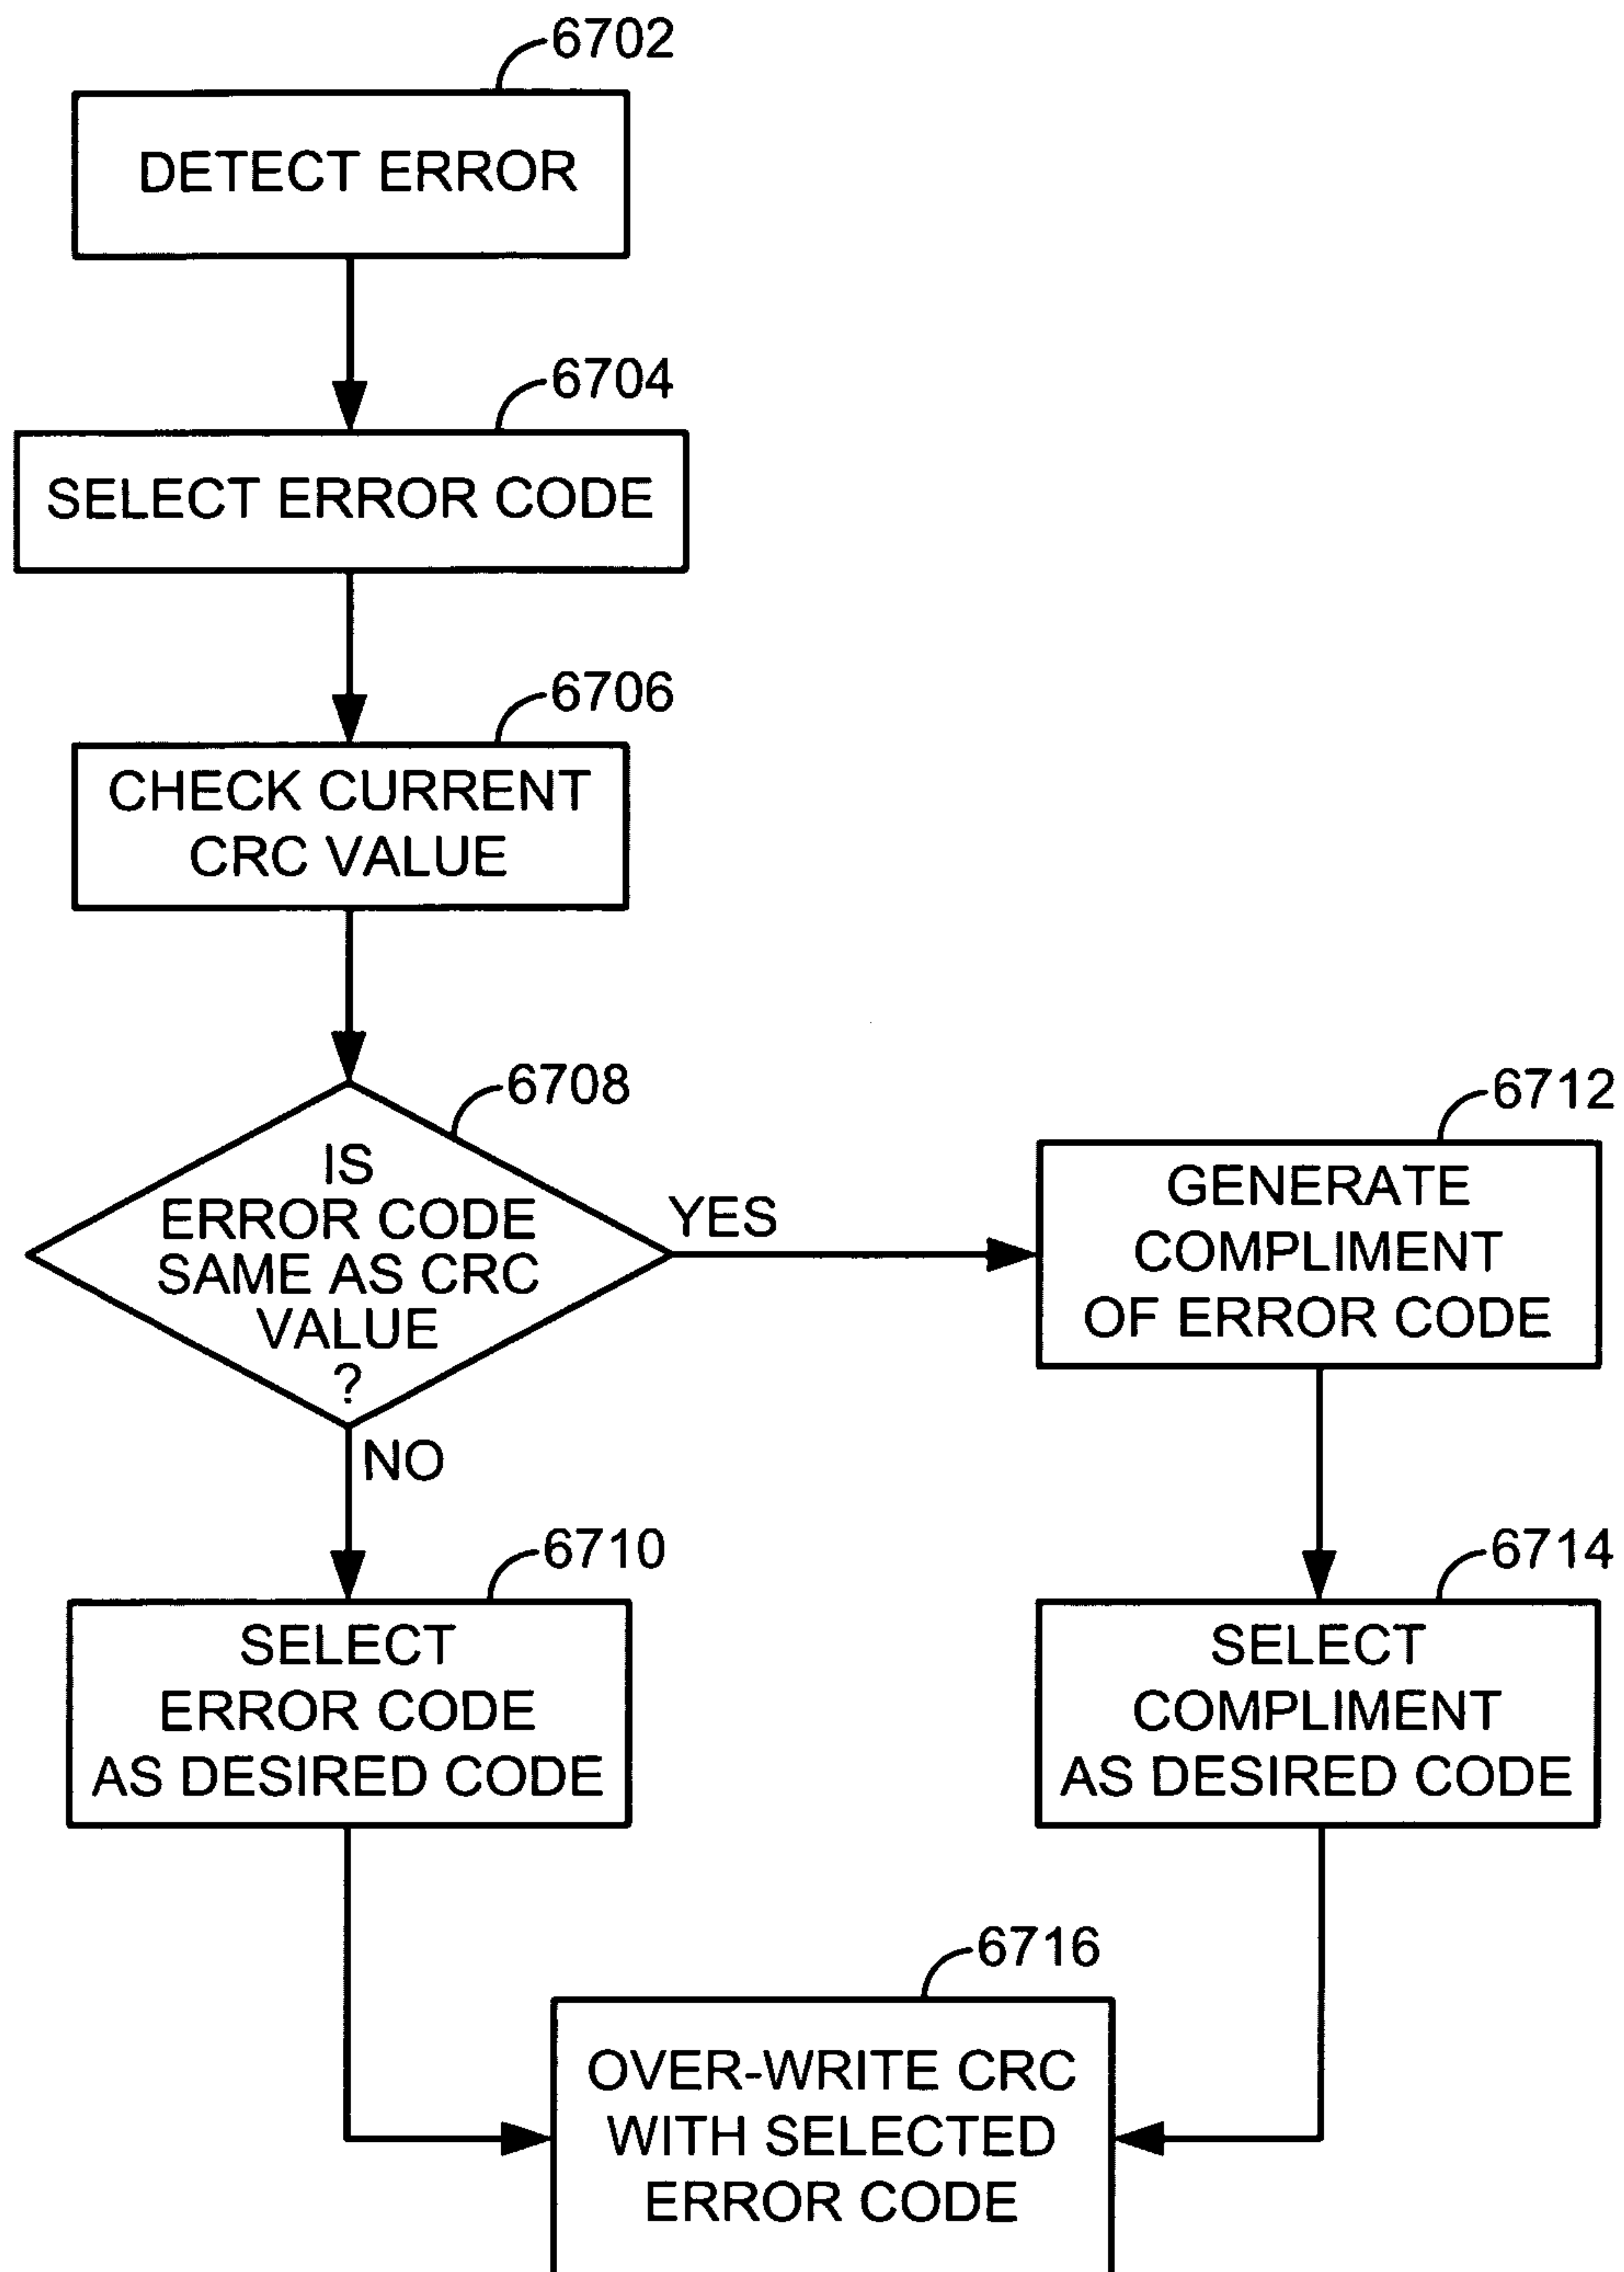 6702
DETECT ERROR
6704
SELECT ERROR CODE
6706
CHECK CURRENT
CRC VALUE
6708
IS
ERROR CODE
SAME AS CRC
VALUE
?
YES
NO
6712
GENERATE
COMPLIMENT
OF ERROR CODE
6710
SELECT
ERROR CODE
AS DESIRED CODE
6714
SELECT
COMPLIMENT
AS DESIRED CODE
6716
OVER-WRITE CRC
WITH SELECTED
ERROR CODE